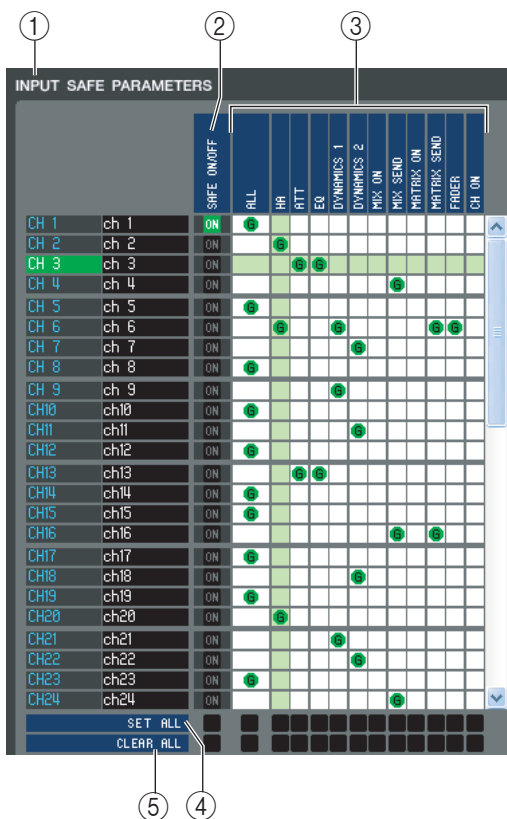 1 2 3
INPUT SAFE PARAMETERS
SAFE ON/OFF ALL HA ATT EQ DYNAMICS 1 DYNAMICS 2 MIX ON MIX SEND MATRIX ON MATRIX SEND FADER CH ON
CH 1 ch 1 ON G
CH 2 ch 2 ON G
CH 3 ch 3 ON G G
CH 4 ch 4 ON G
CH 5 ch 5 ON G
CH 6 ch 6 ON G G G G
CH 7 ch 7 ON G
CH 8 ch 8 ON G
CH 9 ch 9 ON G
CH10 ch10 ON G
CH11 ch11 ON G
CH12 ch12 ON G
CH13 ch13 ON G G
CH14 ch14 ON G
CH15 ch15 ON G
CH16 ch16 ON G G
CH17 ch17 ON G
CH18 ch18 ON G
CH19 ch19 ON G
CH20 ch20 ON G
CH21 ch21 ON G
CH22 ch22 ON G
CH23 ch23 ON G
CH24 ch24 ON G
SET ALL
CLEAR ALL
5 4